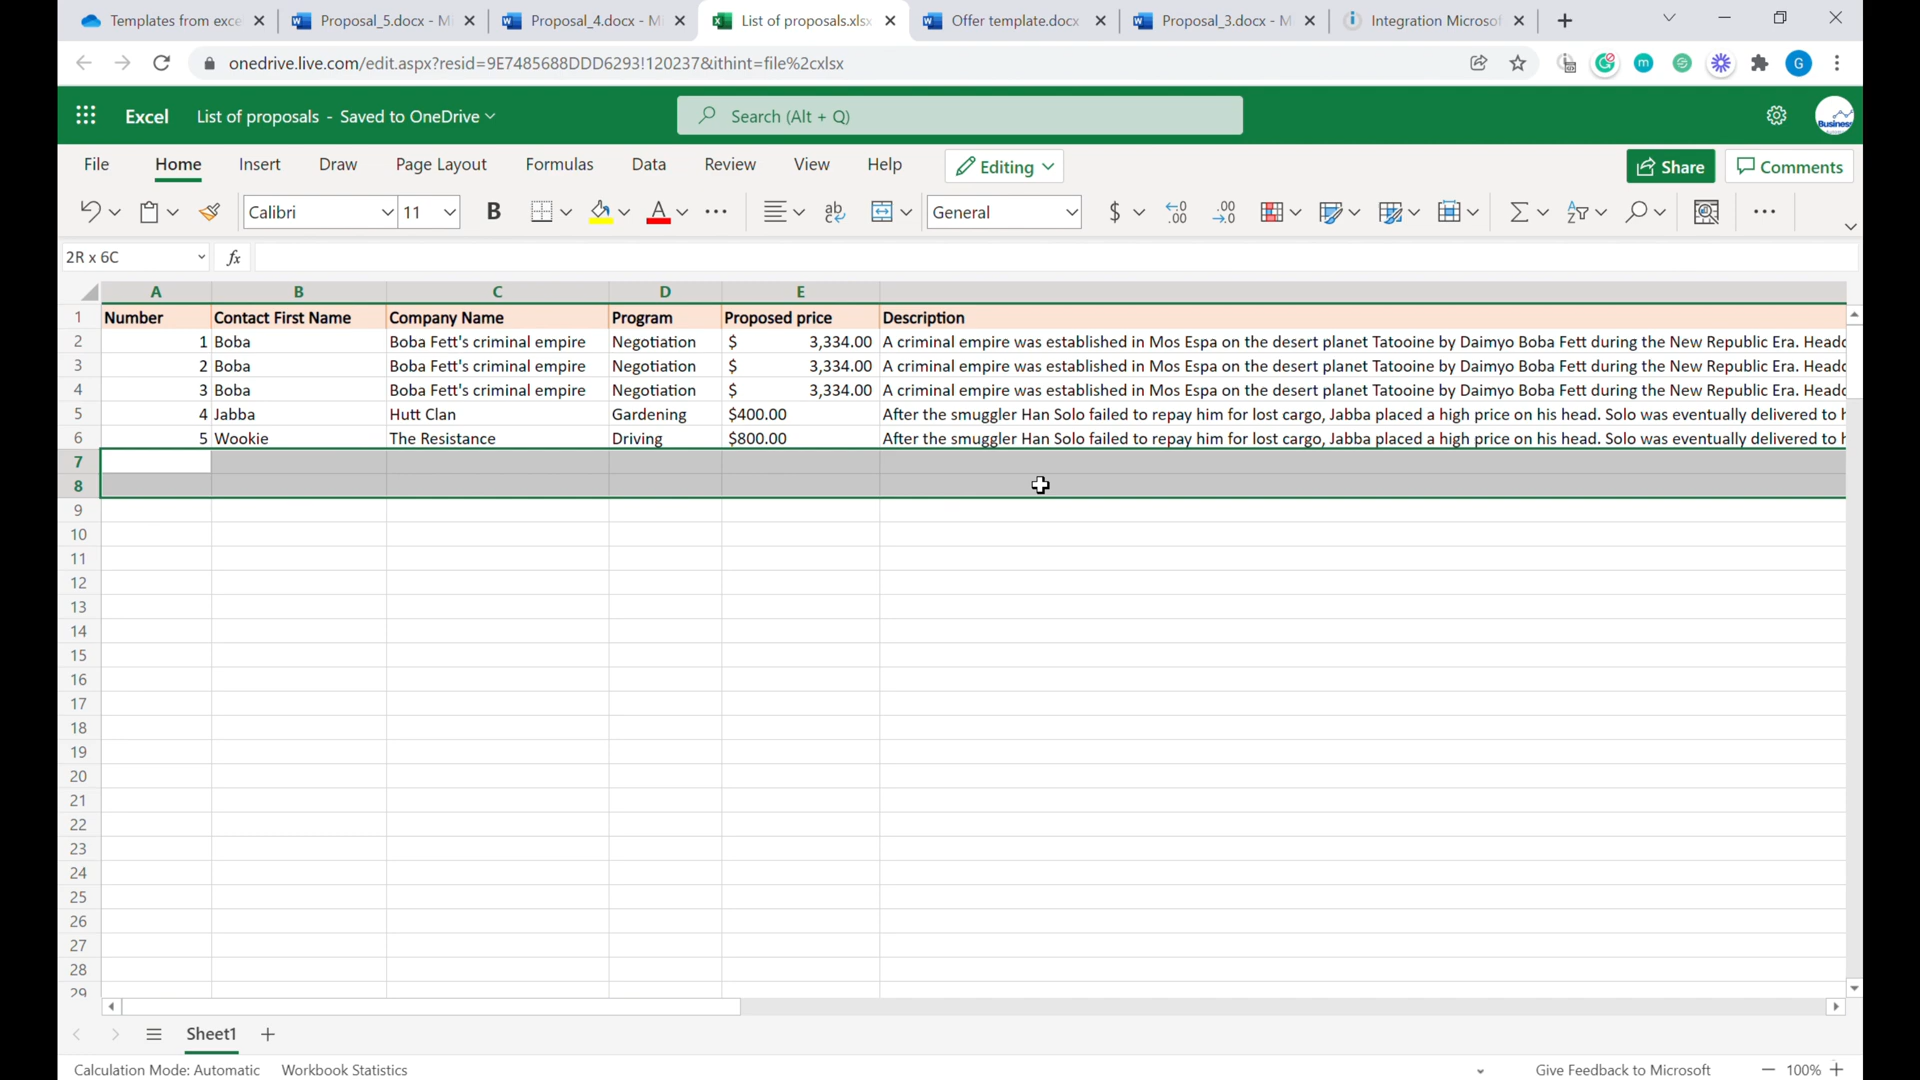 Templates from exce
Proposal_5.docx - Mi
Proposal_4.docx - Mi
List of proposals.xlsx
Offer template.docx
Proposal_3.docx - M
Integration Microsof
onedrive.live.com/edit.aspx?resid=9E7485688DDD6293!120237&ithint=file%2cxlsx
G
m
Excel List of proposals - Saved to OneDrive
Search (Alt + Q)
Business
File Home Insert Draw Page Layout Formulas Data Review View Help
Editing
Share
Comments
Calibri 11 B A ab General $ .00 .00
2R x 6C fx
A B C D E
1 Number Contact First Name Company Name Program Proposed price Description
2 1 Boba Boba Fett's criminal empire Negotiation $ 3,334.00 A criminal empire was established in Mos Espa on the desert planet Tatooine by Daimyo Boba Fett during the New Republic Era. Headc
3 2 Boba Boba Fett's criminal empire Negotiation $ 3,334.00 A criminal empire was established in Mos Espa on the desert planet Tatooine by Daimyo Boba Fett during the New Republic Era. Headc
4 3 Boba Boba Fett's criminal empire Negotiation $ 3,334.00 A criminal empire was established in Mos Espa on the desert planet Tatooine by Daimyo Boba Fett during the New Republic Era. Headc
5 4 Jabba Hutt Clan Gardening $400.00 After the smuggler Han Solo failed to repay him for lost cargo, Jabba placed a high price on his head. Solo was eventually delivered to h
6 5 Wookie The Resistance Driving $800.00 After the smuggler Han Solo failed to repay him for lost cargo, Jabba placed a high price on his head. Solo was eventually delivered to h
7
8
9
10
11
12
13
14
15
16
17
18
19
20
21
22
23
24
25
26
27
28
29
Sheet1
Calculation Mode: Automatic Workbook Statistics Give Feedback to Microsoft 100%